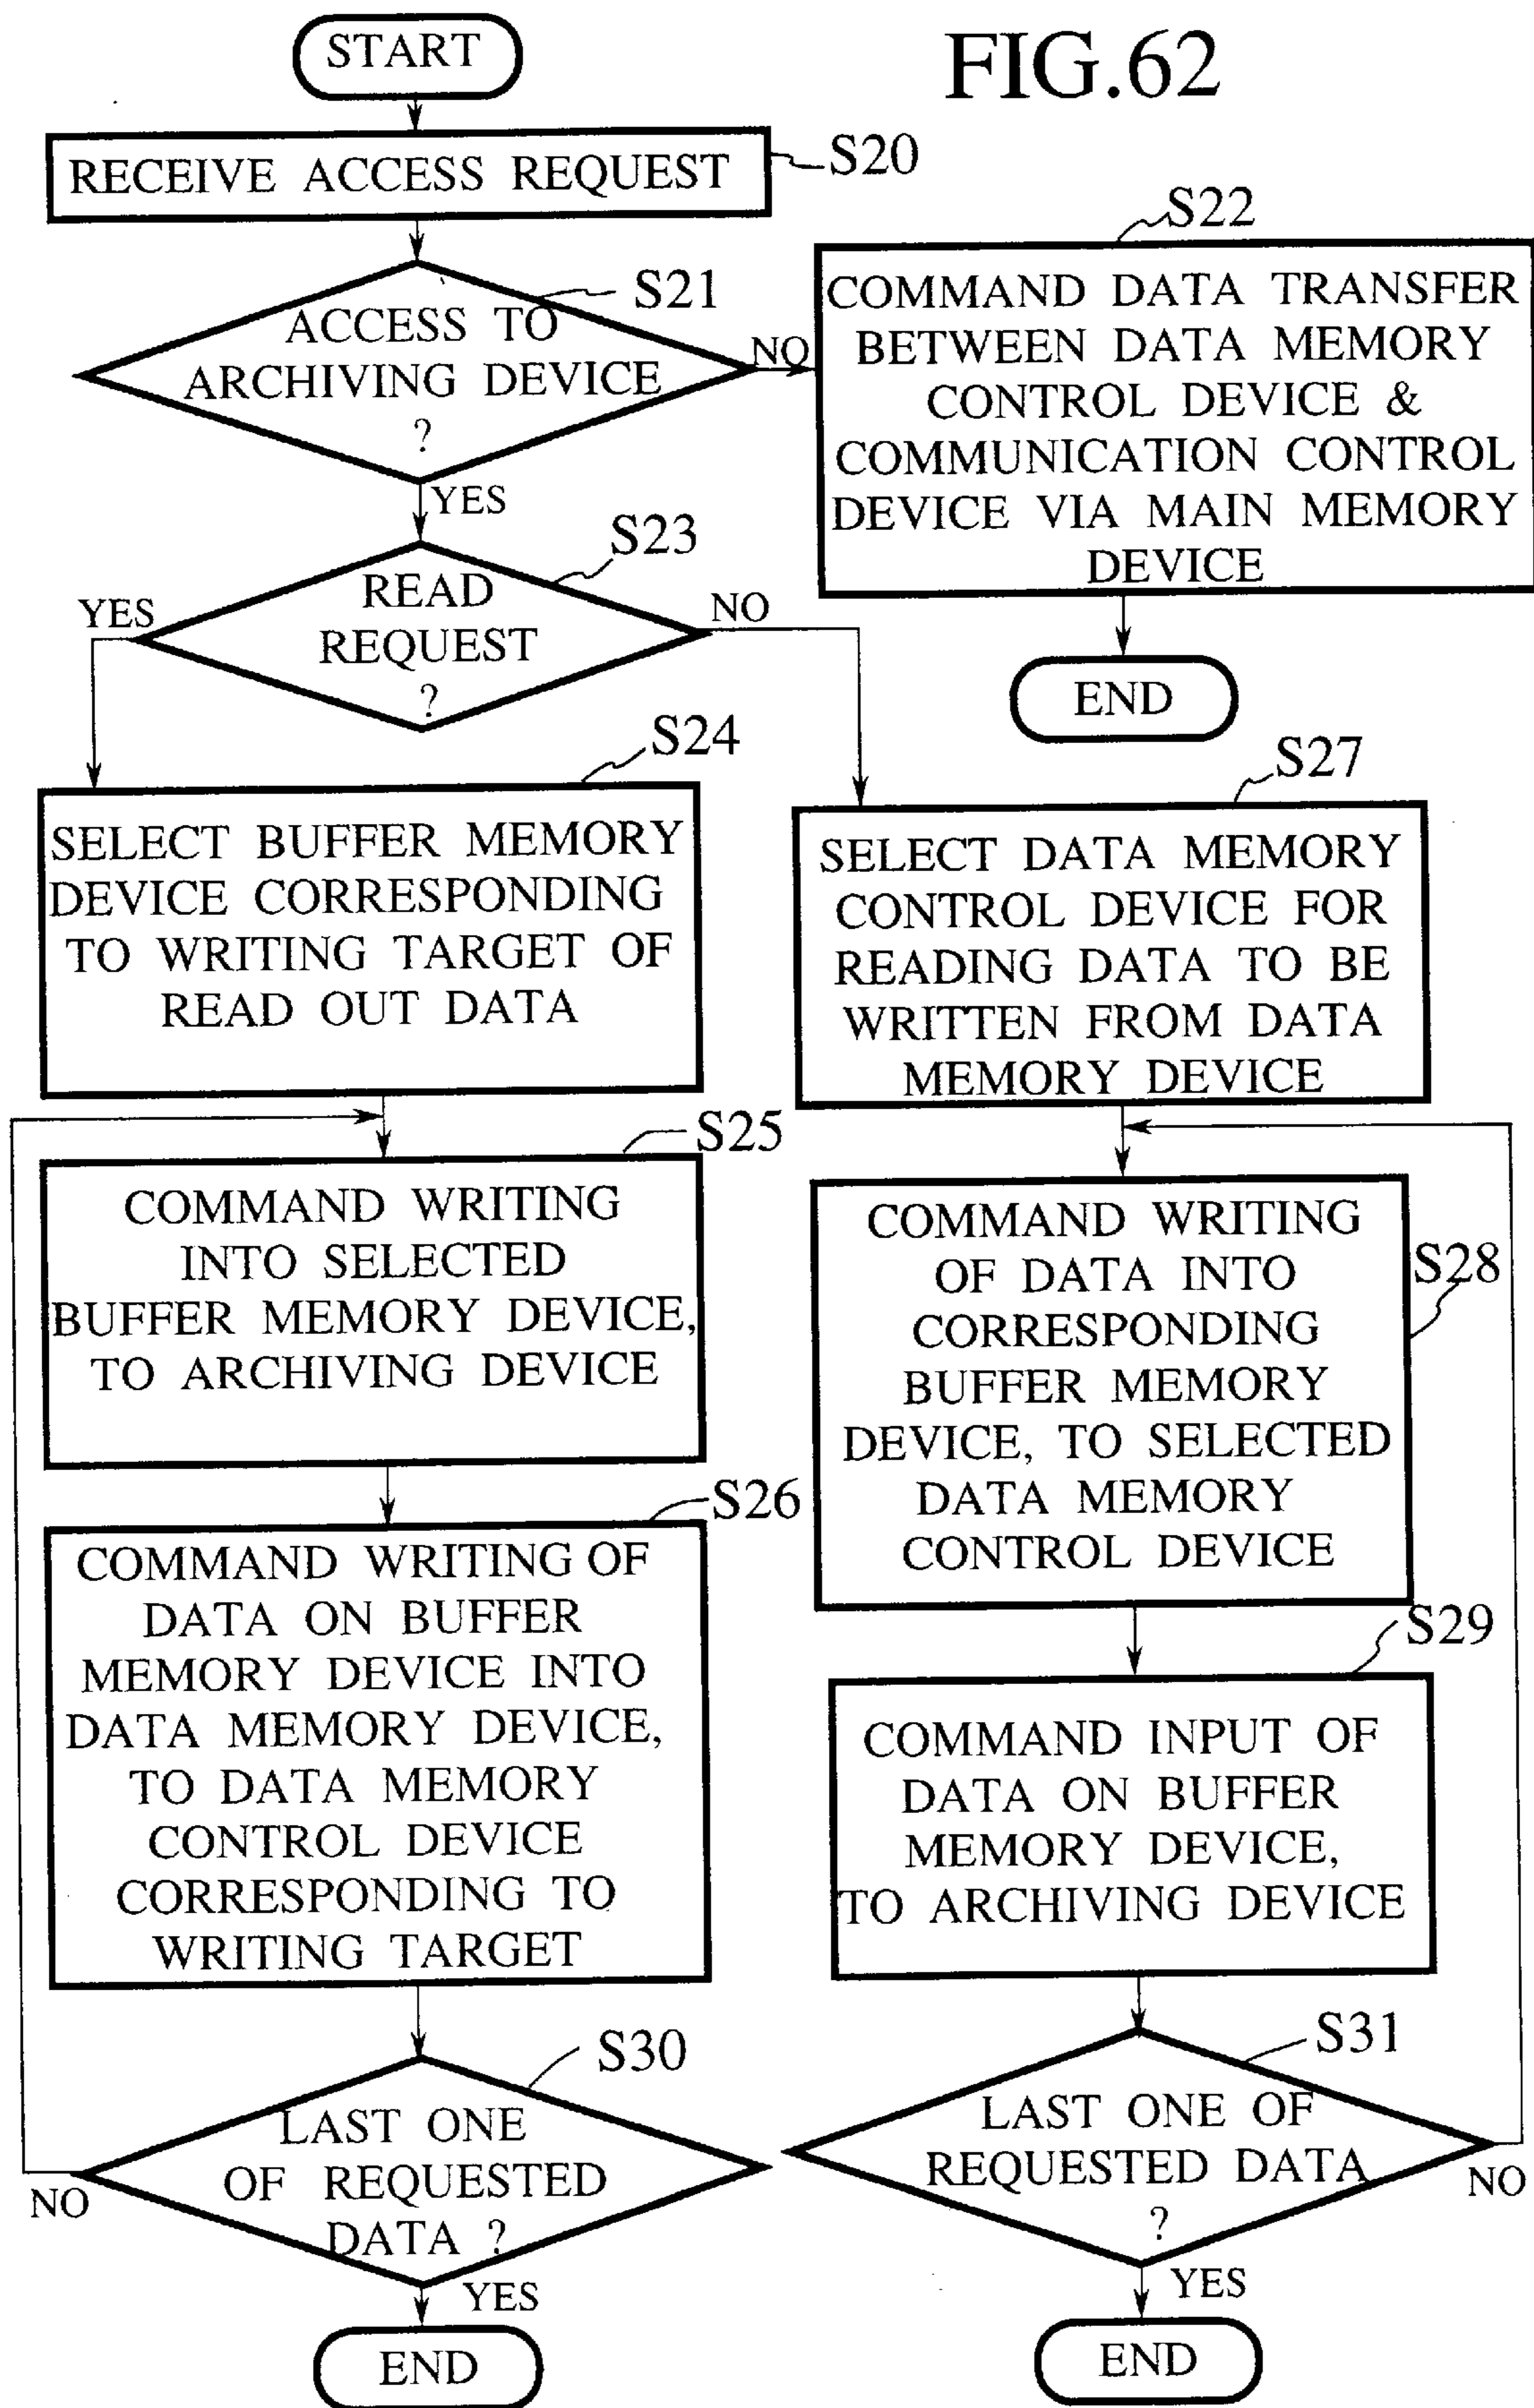 START
FIG.62
RECEIVE ACCESS REQUEST
S20
S21
ACCESS TO
ARCHIVING DEVICE
?
NO
YES
S22
COMMAND DATA TRANSFER
BETWEEN DATA MEMORY
CONTROL DEVICE &
COMMUNICATION CONTROL
DEVICE VIA MAIN MEMORY
DEVICE
END
S23
READ
REQUEST
?
YES
NO
S24
SELECT BUFFER MEMORY
DEVICE CORRESPONDING
TO WRITING TARGET OF
READ OUT DATA
S27
SELECT DATA MEMORY
CONTROL DEVICE FOR
READING DATA TO BE
WRITTEN FROM DATA
MEMORY DEVICE
S25
COMMAND WRITING
INTO SELECTED
BUFFER MEMORY DEVICE,
TO ARCHIVING DEVICE
S28
COMMAND WRITING
OF DATA INTO
CORRESPONDING
BUFFER MEMORY
DEVICE, TO SELECTED
DATA MEMORY
CONTROL DEVICE
S26
COMMAND WRITING OF
DATA ON BUFFER
MEMORY DEVICE INTO
DATA MEMORY DEVICE,
TO DATA MEMORY
CONTROL DEVICE
CORRESPONDING TO
WRITING TARGET
S29
COMMAND INPUT OF
DATA ON BUFFER
MEMORY DEVICE,
TO ARCHIVING DEVICE
S30
LAST ONE
OF REQUESTED
DATA ?
NO
YES
END
S31
LAST ONE OF
REQUESTED DATA
?
NO
YES
END